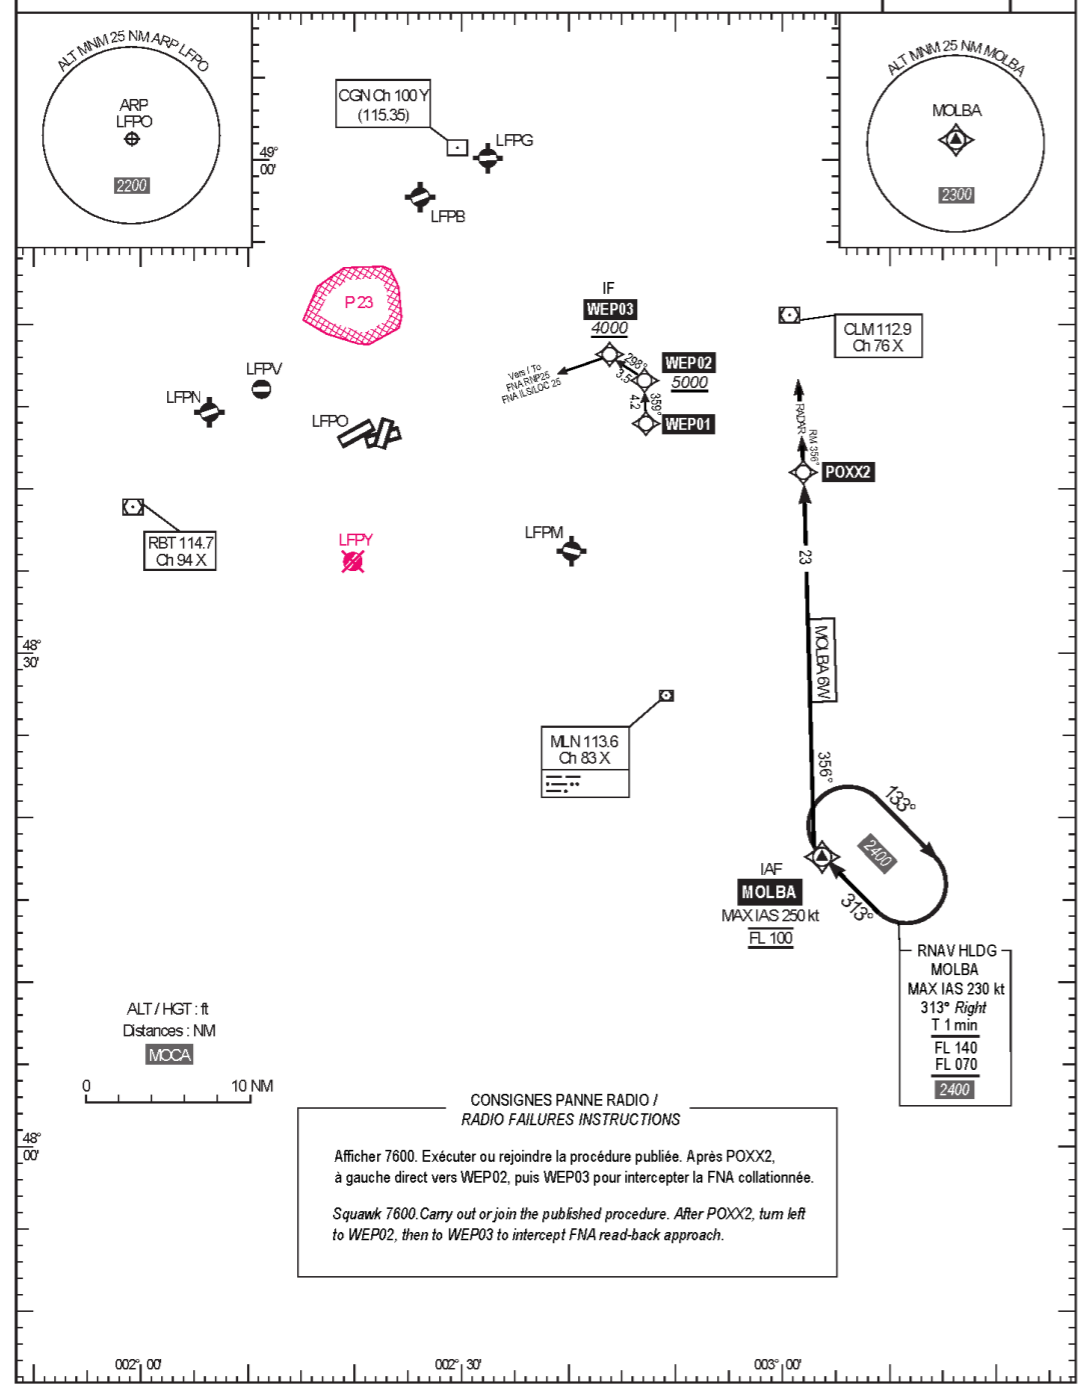 ALT MNM 25 NM ARP LFPO
ARP
LFPO
2200
CGN Ch 100 Y
(115.35)
LFPG
LFPB
49°
00'
ALT MNM 25 NM MOLBA
MOLBA
2300
P 23
IF
WEP03
4000
CLM 112.9
Ch 76 X
298°
3.5
WEP02
5000
Vers / To
FNA RNP25
FNA ILS/LOC 25
359°
4.2
WEP01
LFPV
LFPN
LFPO
RADAR
RM 356°
POXX2
RBT 114.7
Ch 94 X
LFPY
LFPM
23
48°
30'
MOLBA 6W
MLN 113.6
Ch 83 X
356°
133°
2400
313°
IAF
MOLBA
MAX IAS 250 kt
FL 100
RNAV HLDG
MOLBA
MAX IAS 230 kt
313° Right
T 1 min
FL 140
FL 070
2400
ALT / HGT : ft
Distances : NM
MOCA
0 10 NM
CONSIGNES PANNE RADIO /
RADIO FAILURES INSTRUCTIONS
Afficher 7600. Exécuter ou rejoindre la procédure publiée. Après POXX2,
à gauche direct vers WEP02, puis WEP03 pour intercepter la FNA collationnée.
Squawk 7600.Carry out or join the published procedure. After POXX2, turn left
to WEP02, then to WEP03 to intercept FNA read-back approach.
48°
00'
002° 00'
002° 30'
003° 00'